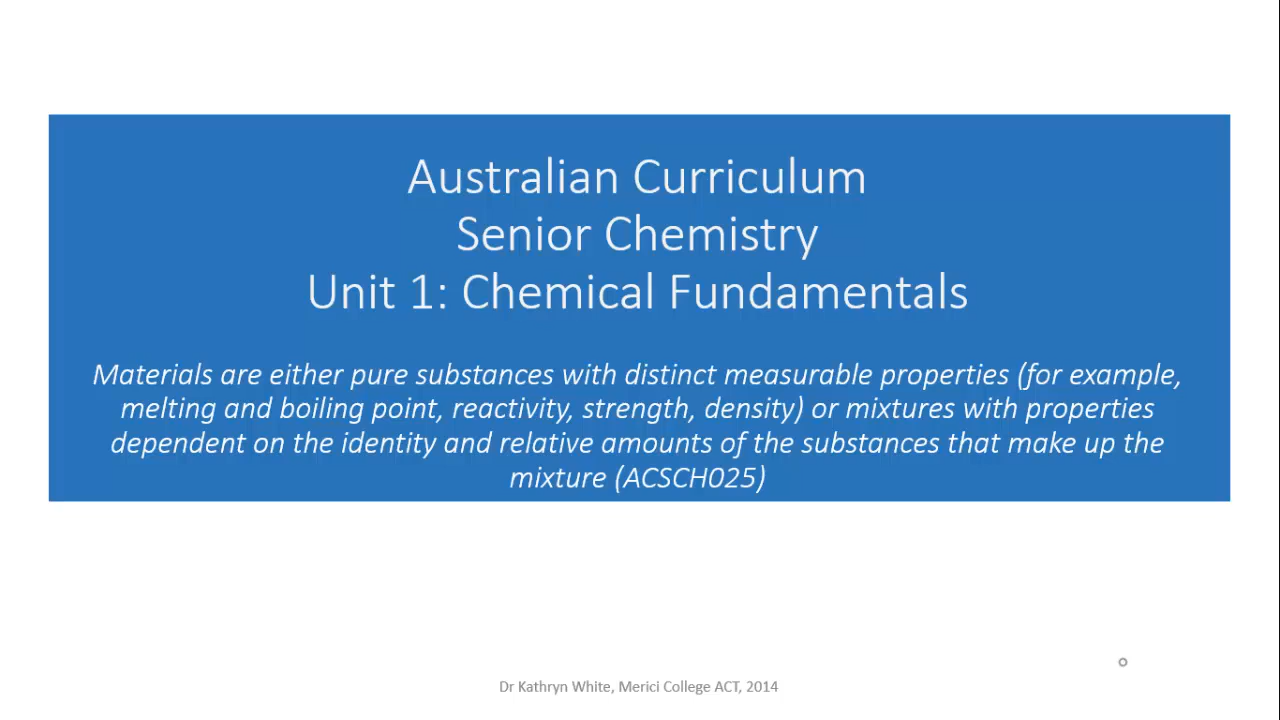 Australian Curriculum
Senior Chemistry
Unit 1: Chemical Fundamentals
Materials are either pure substances with distinct measurable properties (for example,
melting and boiling point, reactivity, strength, density) or mixtures with properties
dependent on the identity and relative amounts of the substances that make up the
mixture (ACSCH025)
Dr Kathryn White, Merici College ACT, 2014